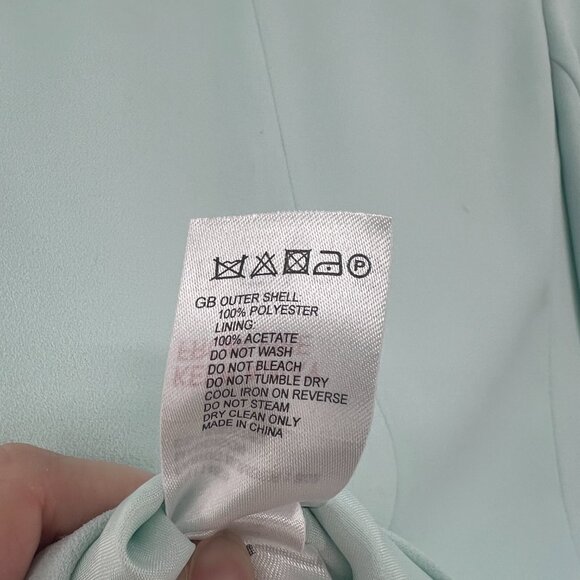 P
GB OUTER SHELL:
100% POLYESTER
LINING:
100% ACETATE
DO NOT WASH
DO NOT BLEACH
DO NOT TUMBLE DRY
COOL IRON ON REVERSE
DO NOT STEAM
DRY CLEAN ONLY
MADE IN CHINA